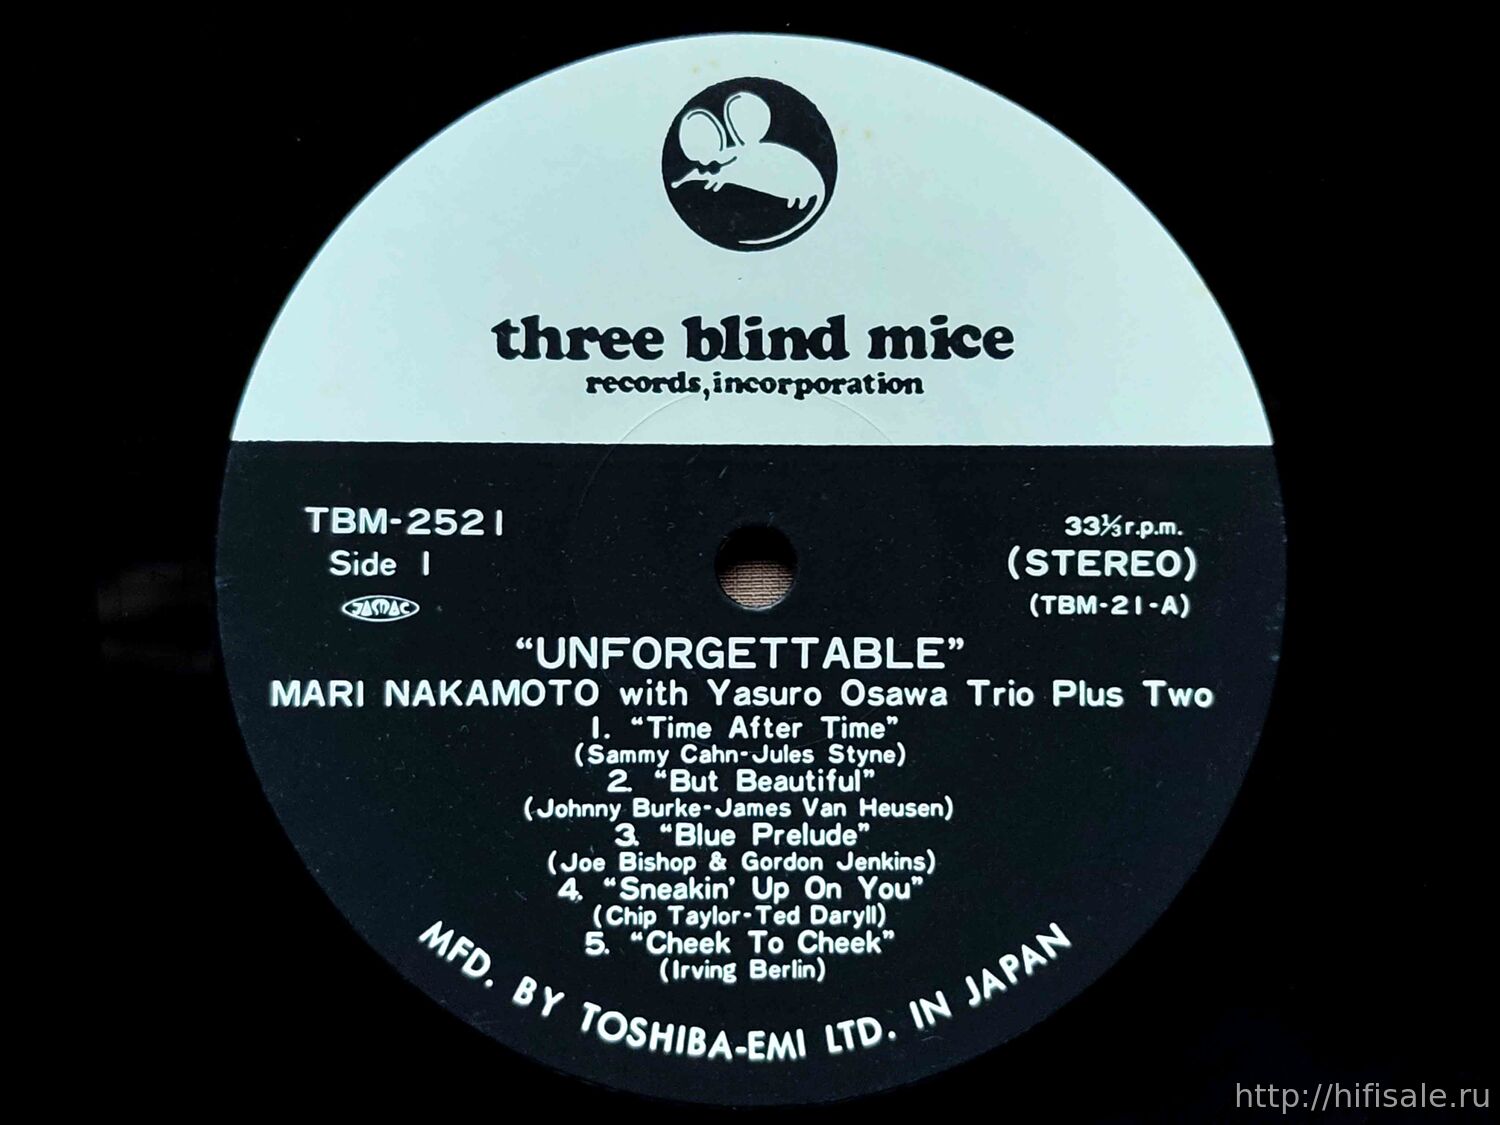 three blind mice
records, incorporation
TBM-2521
33⅓ r.p.m.
Side 1
(STEREO)
JASRAC
(TBM-21-A)
“UNFORGETTABLE”
MARI NAKAMOTO with Yasuro Osawa Trio Plus Two
1. “Time After Time”
(Sammy Cahn-Jules Styne)
2. “But Beautiful”
(Johnny Burke-James Van Heusen)
3. “Blue Prelude”
(Joe Bishop & Gordon Jenkins)
4. “Sneakin’ Up On You”
(Chip Taylor-Ted Daryll)
5. “Cheek To Cheek”
(Irving Berlin)
MFD. BY TOSHIBA-EMI LTD. IN JAPAN
http://hifisale.ru